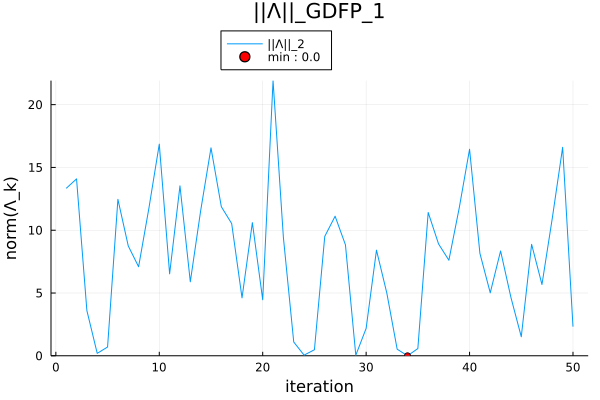 ||Λ||_GDFP_1
||Λ||_2
min : 0.0
norm(Λ_k)
20
15
10
5
0
0 10 20 30 40 50
iteration